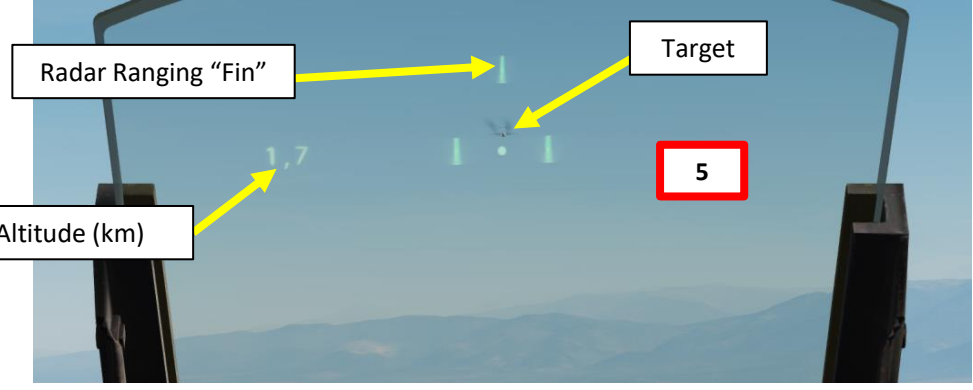 Radar Ranging “Fin”
Target
1,7
5
Altitude (km)